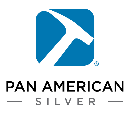 ®
PAN AMERICAN
— SILVER —